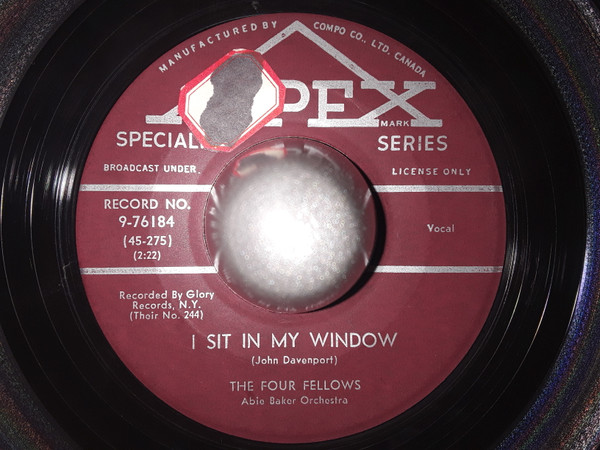 MANUFACTURED BY COMPO CO., LTD. CANADA
PEX
MARK
SPECIAL SERIES
BROADCAST UNDER. LICENSE ONLY
RECORD NO.
9-76184
(45-275)
(2:22)
Vocal
Recorded By Glory
Records, N.Y.
(Their No. 244)
I SIT IN MY WINDOW
(John Davenport)
THE FOUR FELLOWS
Abie Baker Orchestra